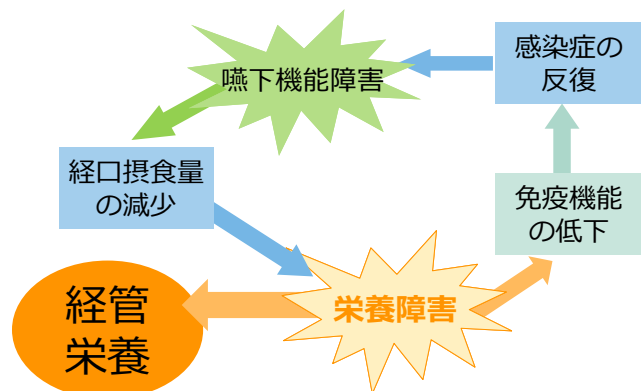 嚥下機能障害
感染症の
反復
経口摂食量
の減少
免疫機能
の低下
栄養障害
経管
栄養